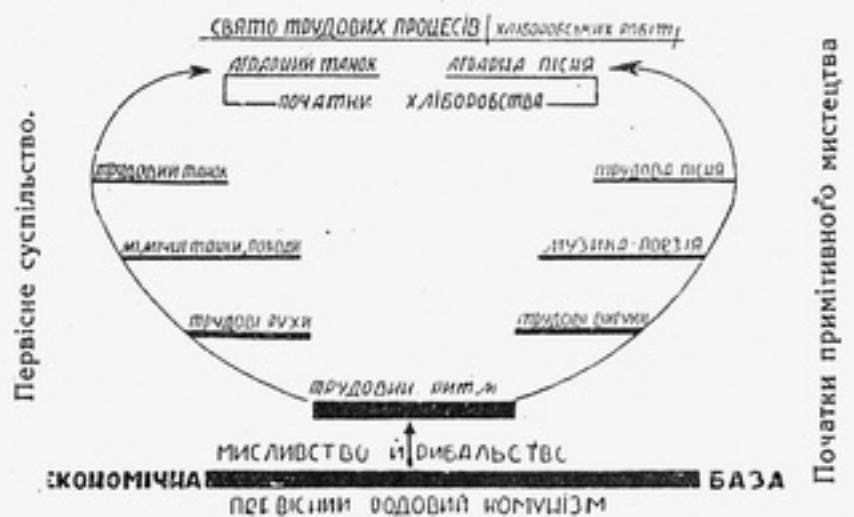 СВЯТО ТРУДОВИХ ПРОЦЕСІВ (ХЛІБОРОБСЬКИХ РОБІТ)
АГРАРНИЙ ТАНОК АГРАРНА ПІСНЯ
ПОЧАТКИ ХЛІБОРОБСТВА
ТРУДОВИЙ ТАНОК ТРУДОВА ПІСНЯ
МІМІЧНІ ТАНКИ, ПОХОДИ МУЗИКА-ПОЕЗІЯ
ТРУДОВІ РУХИ ТРУДОВІ ВИГУКИ
ТРУДОВИЙ РИТМ
МИСЛИВСТВО Й РИБАЛЬСТВО
ЕКОНОМІЧНА БАЗА
ПЕРВІСНИЙ РОДОВИЙ КОМУНІЗМ
Первісне суспільство.
Початки примітивного мистецтва